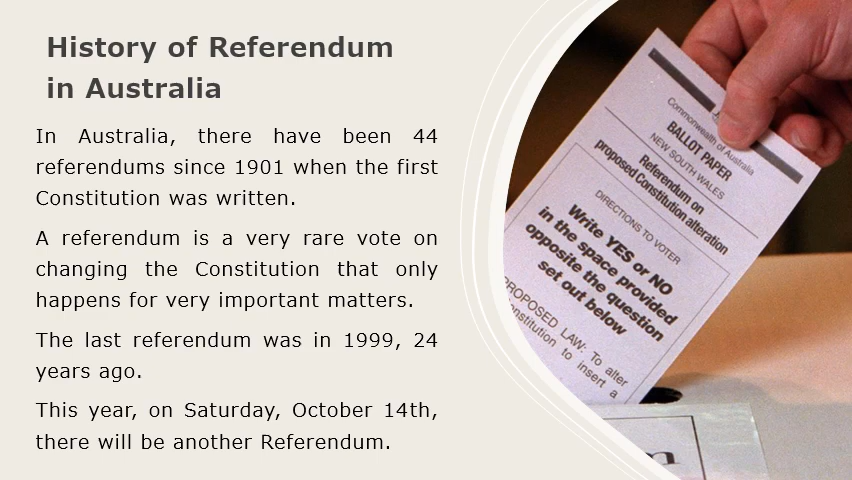 History of Referendum
in Australia
In Australia, there have been 44
referendums since 1901 when the first
Constitution was written.
A referendum is a very rare vote on
changing the Constitution that only
happens for very important matters.
The last referendum was in 1999, 24
years ago.
This year, on Saturday, October 14th,
there will be another Referendum.
Commonwealth of Australia
BALLOT PAPER
NEW SOUTH WALES
Referendum on
proposed Constitution alteration
DIRECTIONS TO VOTER
Write YES or NO
in the space provided
opposite the question
set out below
PROPOSED LAW: To alter
Constitution to insert a